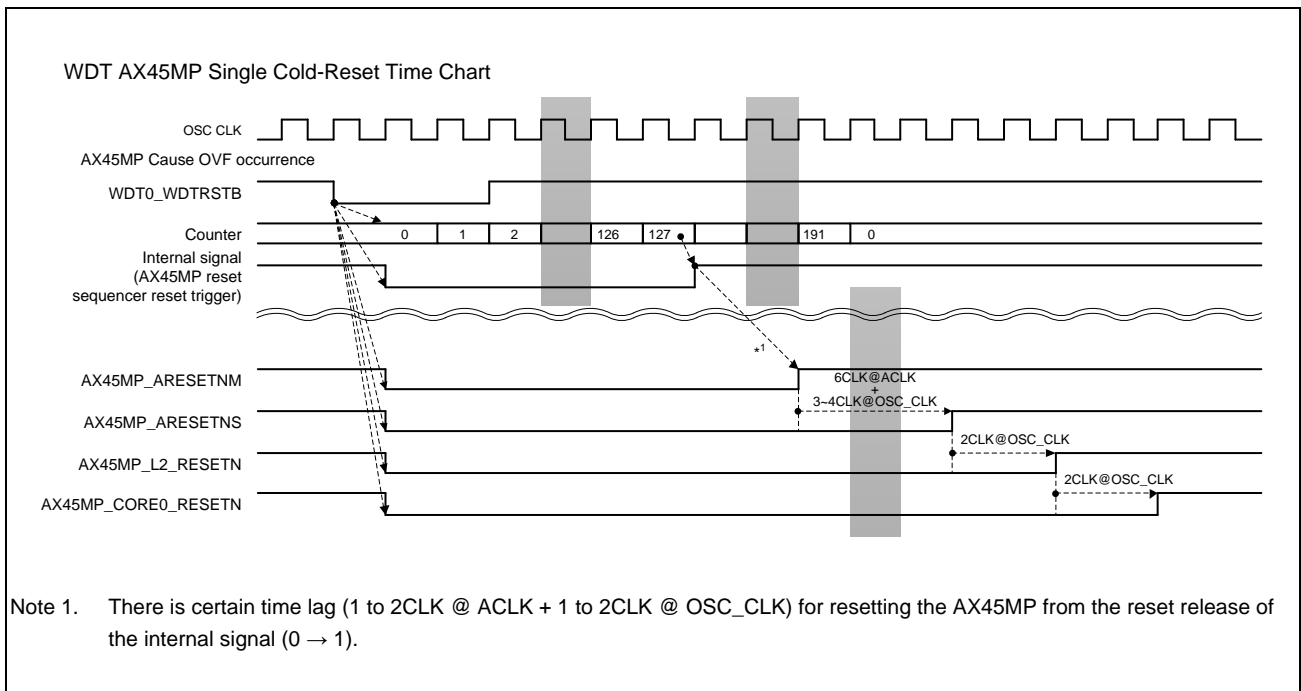 WDT AX45MP Single Cold-Reset Time Chart
OSC CLK
AX45MP Cause OVF occurrence
WDT0_WDTRSTB
Counter
0 1 2 126 127 191 0
Internal signal
(AX45MP reset
sequencer reset trigger)
*1
AX45MP_ARESETNM
6CLK@ACLK
+
3~4CLK@OSC_CLK
AX45MP_ARESETNS
2CLK@OSC_CLK
AX45MP_L2_RESETN
2CLK@OSC_CLK
AX45MP_CORE0_RESETN
Note 1. There is certain time lag (1 to 2CLK @ ACLK + 1 to 2CLK @ OSC_CLK) for resetting the AX45MP from the reset release of
the internal signal (0 → 1).